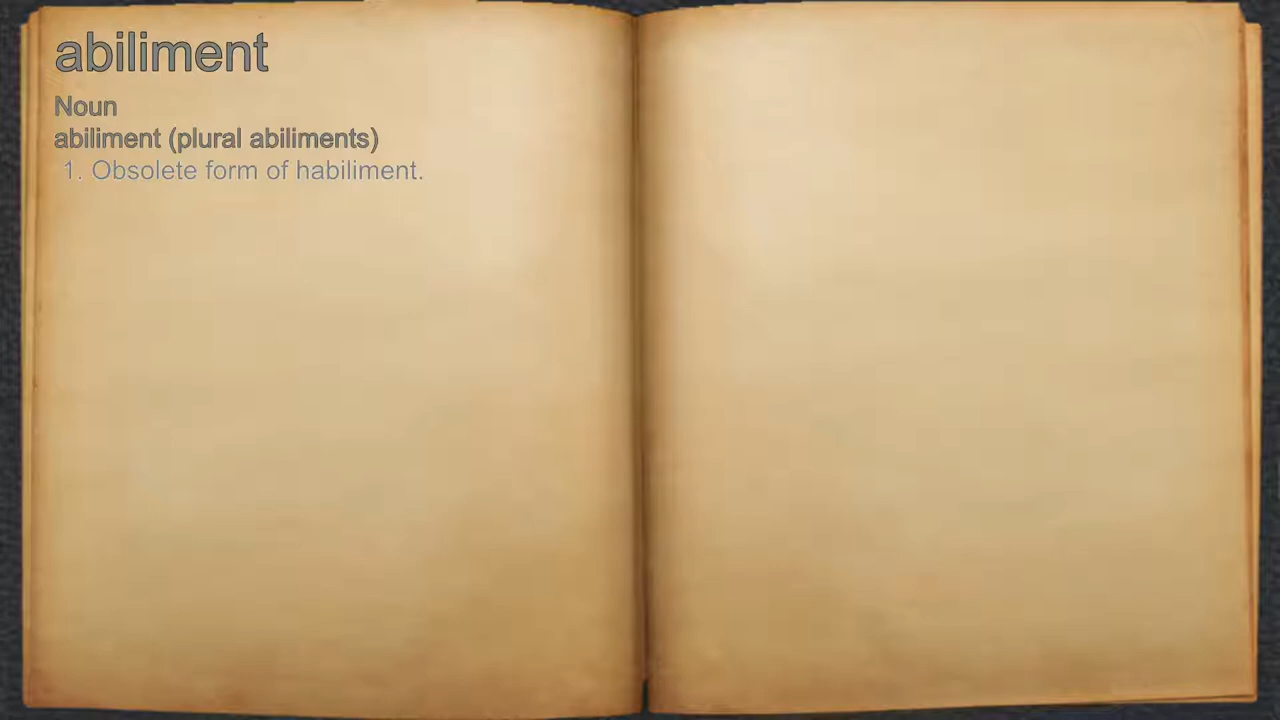 abiliment
Noun
abiliment (plural abiliments)
1. Obsolete form of habiliment.